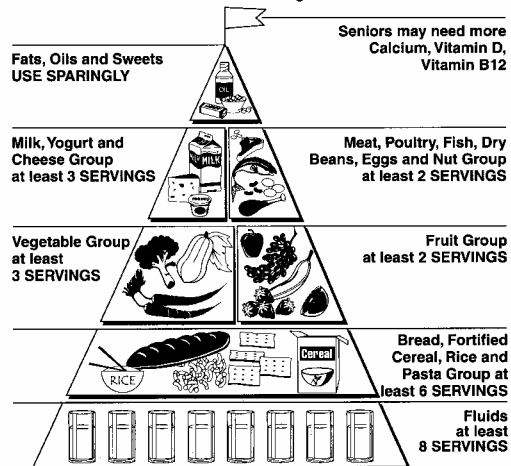 Seniors may need more
Calcium, Vitamin D,
Vitamin B12
Fats, Oils and Sweets
USE SPARINGLY
OIL
Milk, Yogurt and
Cheese Group
at least 3 SERVINGS
MILK
Meat, Poultry, Fish, Dry
Beans, Eggs and Nut Group
at least 2 SERVINGS
Vegetable Group
at least
3 SERVINGS
Fruit Group
at least 2 SERVINGS
Bread, Fortified
Cereal, Rice and
Pasta Group at
least 6 SERVINGS
RICE
Cereal
Fluids
at least
8 SERVINGS